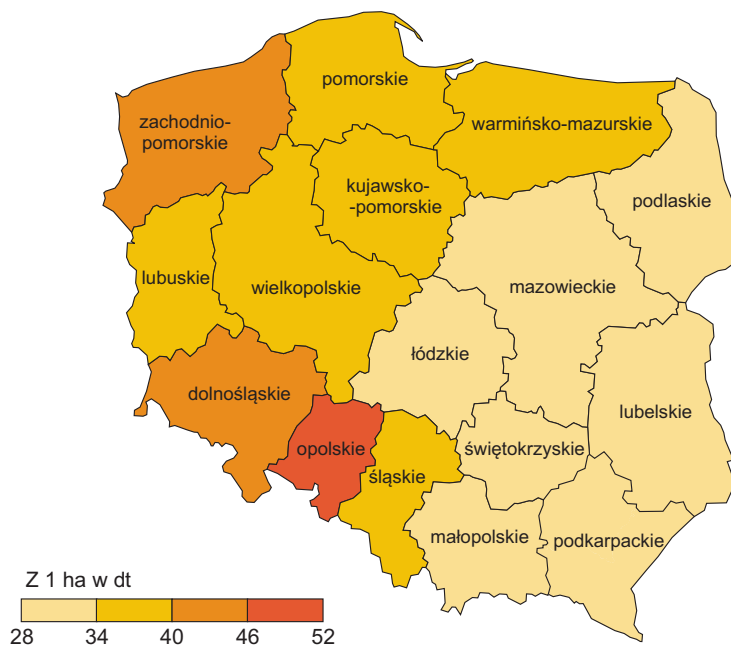 pomorskie
zachodnio-
pomorskie
warmińsko-mazurskie
kujawsko-
-pomorskie
podlaskie
lubuskie
wielkopolskie
mazowieckie
łódzkie
dolnośląskie
lubelskie
opolskie
świętokrzyskie
śląskie
małopolskie
podkarpackie
Z 1 ha w dt
28 34 40 46 52